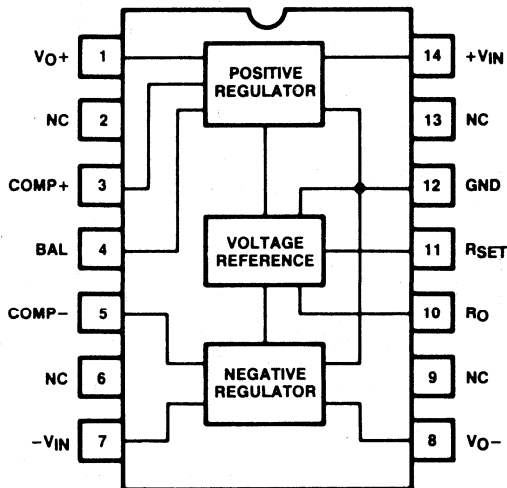 VO+ 1 14 +VIN
POSITIVE
REGULATOR
NC 2 13 NC
COMP+ 3 12 GND
BAL 4 11 RSET
VOLTAGE
REFERENCE
COMP- 5 10 RO
NC 6 9 NC
NEGATIVE
REGULATOR
-VIN 7 8 VO-